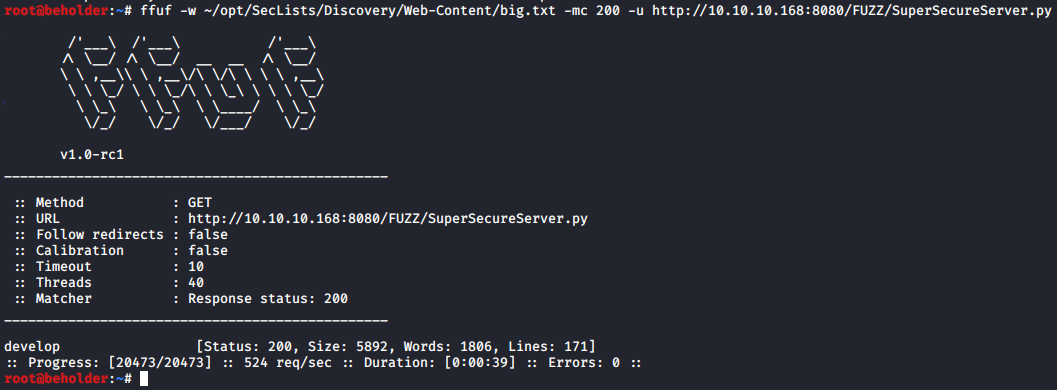 root@beholder:~# ffuf -w ~/opt/SecLists/Discovery/Web-Content/big.txt -mc 200 -u http://10.10.10.168:8080/FUZZ/SuperSecureServer.py
v1.0-rc1
________________________________________________
:: Method : GET
:: URL : http://10.10.10.168:8080/FUZZ/SuperSecureServer.py
:: Follow redirects : false
:: Calibration : false
:: Timeout : 10
:: Threads : 40
:: Matcher : Response status: 200
________________________________________________
develop [Status: 200, Size: 5892, Words: 1806, Lines: 171]
:: Progress: [20473/20473] :: 524 req/sec :: Duration: [0:00:39] :: Errors: 0 ::
root@beholder:~#